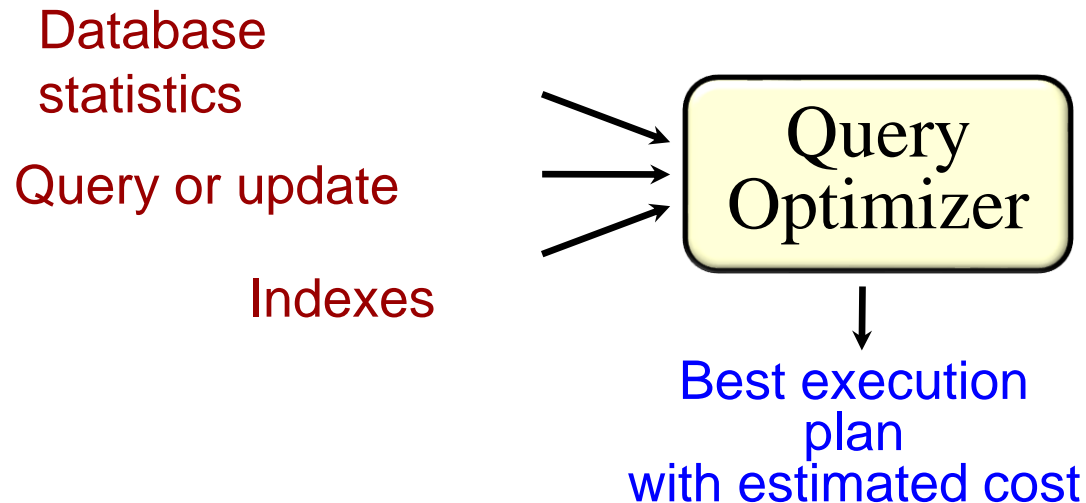 Database
statistics
Query or update
Indexes
Query
Optimizer
Best execution
plan
with estimated cost